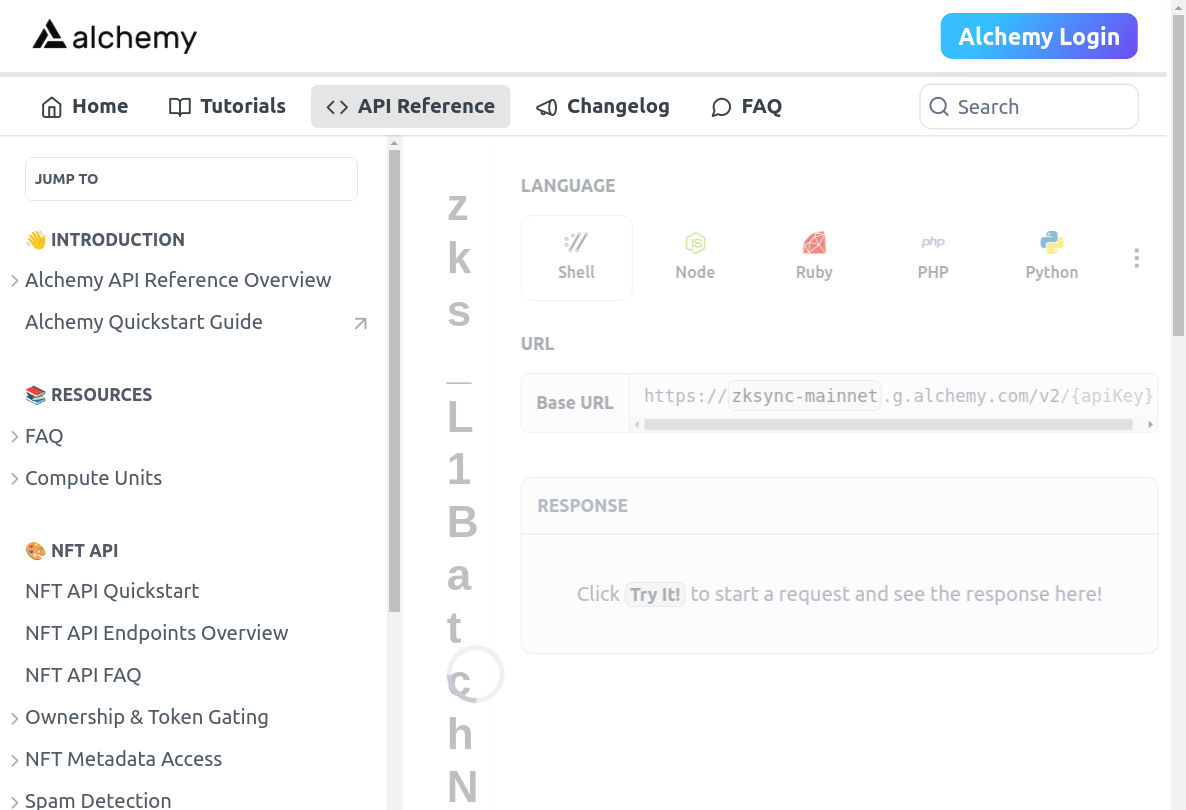 alchemy
Alchemy Login
Home
Tutorials
API Reference
Changelog
FAQ
Search
JUMP TO
👋 INTRODUCTION
Alchemy API Reference Overview
Alchemy Quickstart Guide
📚 RESOURCES
FAQ
Compute Units
🎨 NFT API
NFT API Quickstart
NFT API Endpoints Overview
NFT API FAQ
Ownership & Token Gating
NFT Metadata Access
Spam Detection
z
k
s
_
L
1
B
a
t
c
h
N
LANGUAGE
Shell
Node
Ruby
php
PHP
Python
URL
Base URL
https://zksync-mainnet.g.alchemy.com/v2/{apiKey}
RESPONSE
Click Try It! to start a request and see the response here!